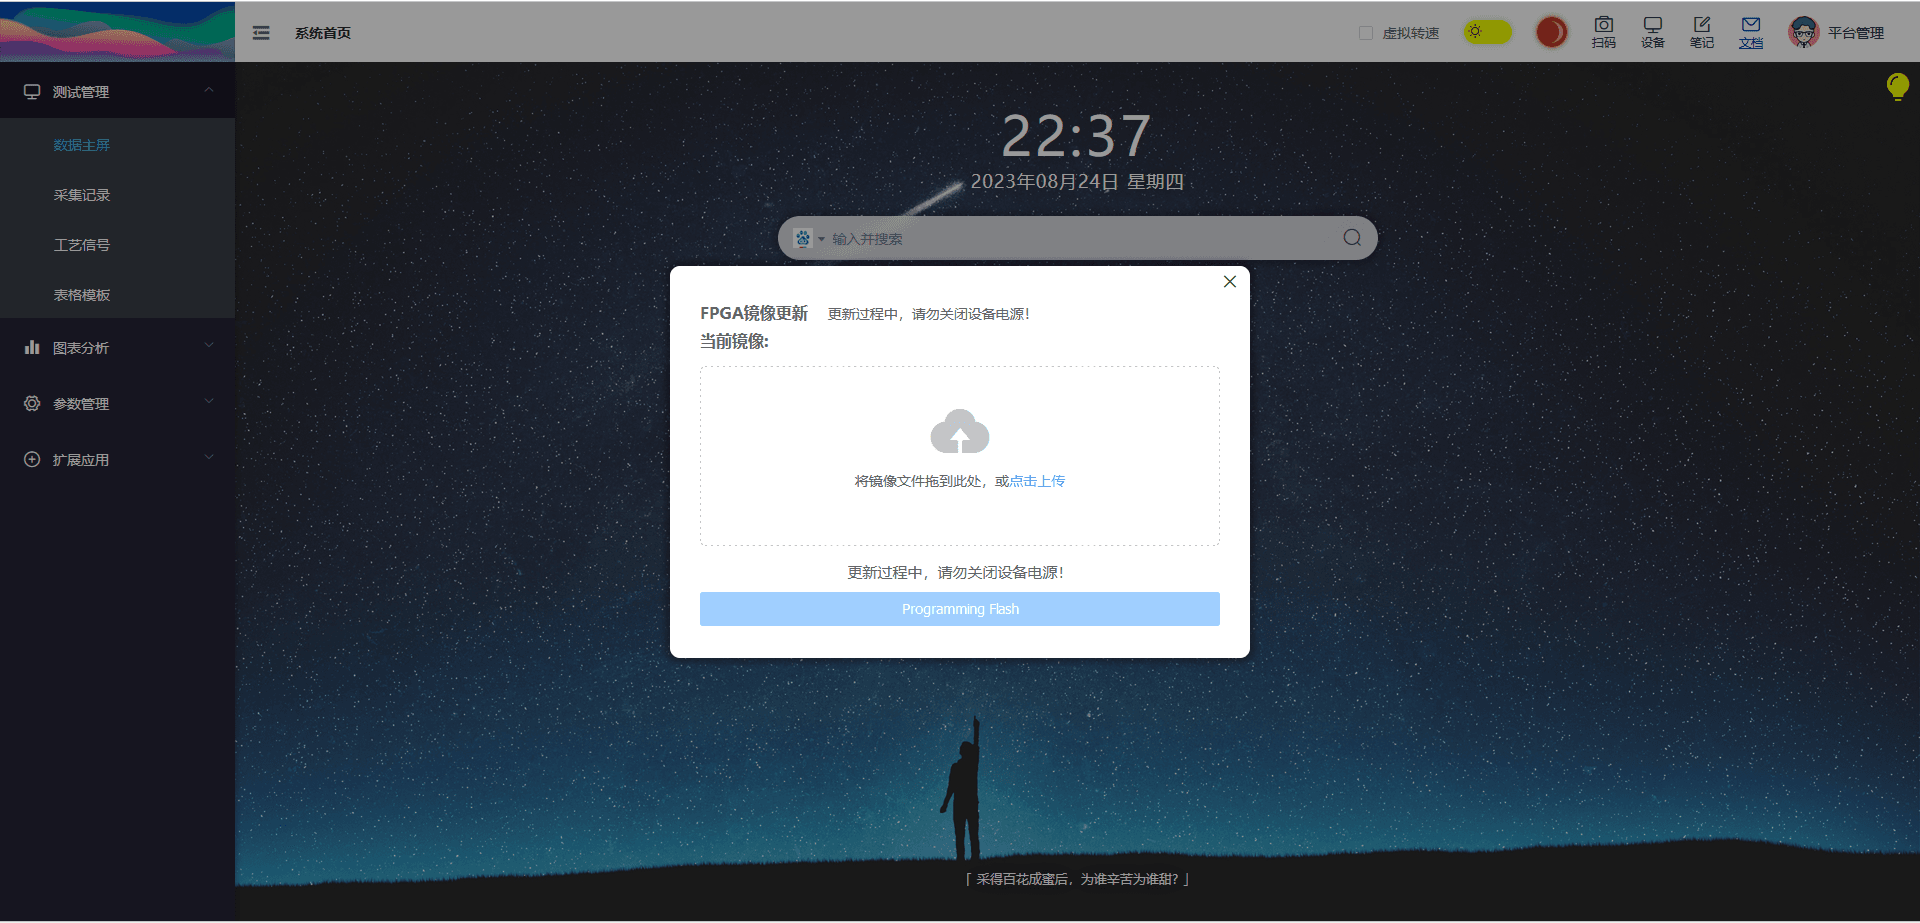 系统首页
虚拟转速
扫码
设备
笔记
文档
平台管理
测试管理
数据主屏
采集记录
工艺信号
表格模板
图表分析
参数管理
扩展应用
22:37
2023年08月24日 星期四
输入并搜索
FPGA镜像更新 更新过程中，请勿关闭设备电源！
当前镜像:
将镜像文件拖到此处，或点击上传
更新过程中，请勿关闭设备电源！
Programming Flash
「 采得百花成蜜后，为谁辛苦为谁甜？」